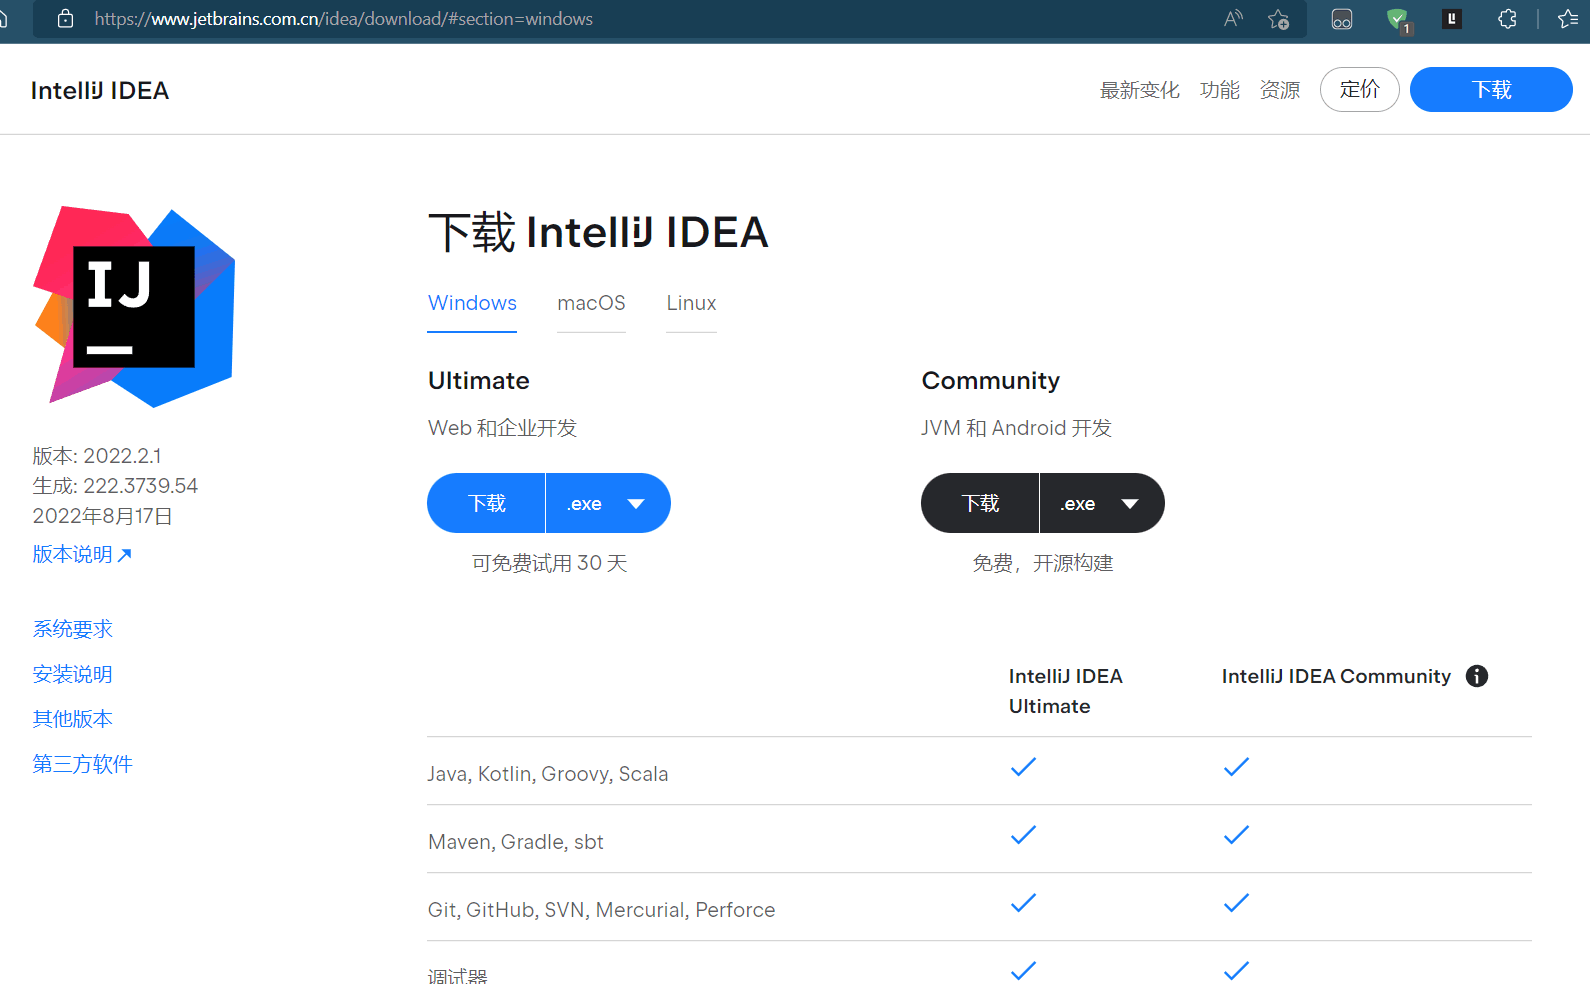 https://www.jetbrains.com.cn/idea/download/#section=windows
1
IntelliJ IDEA
最新变化 功能 资源 定价 下载
IJ
下载 IntelliJ IDEA
Windows macOS Linux
Ultimate
Community
Web 和企业开发
JVM 和 Android 开发
下载 .exe
下载 .exe
可免费试用 30 天
免费，开源构建
版本: 2022.2.1
生成: 222.3739.54
2022年8月17日
版本说明
系统要求
安装说明
其他版本
第三方软件
IntelliJ IDEA
Ultimate
IntelliJ IDEA Community
Java, Kotlin, Groovy, Scala
Maven, Gradle, sbt
Git, GitHub, SVN, Mercurial, Perforce
调试器